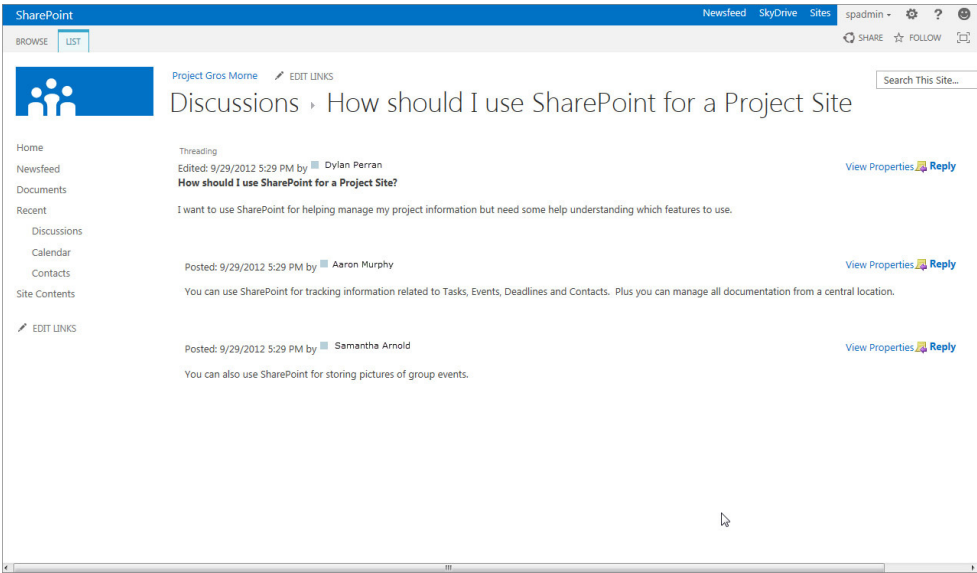 SharePoint
Newsfeed SkyDrive Sites spadmin ?
BROWSE LIST
SHARE FOLLOW
Project Gros Morne EDIT LINKS
Search This Site...
Discussions How should I use SharePoint for a Project Site
Home
Newsfeed
Documents
Recent
Discussions
Calendar
Contacts
Site Contents
EDIT LINKS
Threading
Edited: 9/29/2012 5:29 PM by Dylan Perran
View Properties Reply
How should I use SharePoint for a Project Site?
I want to use SharePoint for helping manage my project information but need some help understanding which features to use.
Posted: 9/29/2012 5:29 PM by Aaron Murphy
View Properties Reply
You can use SharePoint for tracking information related to Tasks, Events, Deadlines and Contacts. Plus you can manage all documentation from a central location.
Posted: 9/29/2012 5:29 PM by Samantha Arnold
View Properties Reply
You can also use SharePoint for storing pictures of group events.